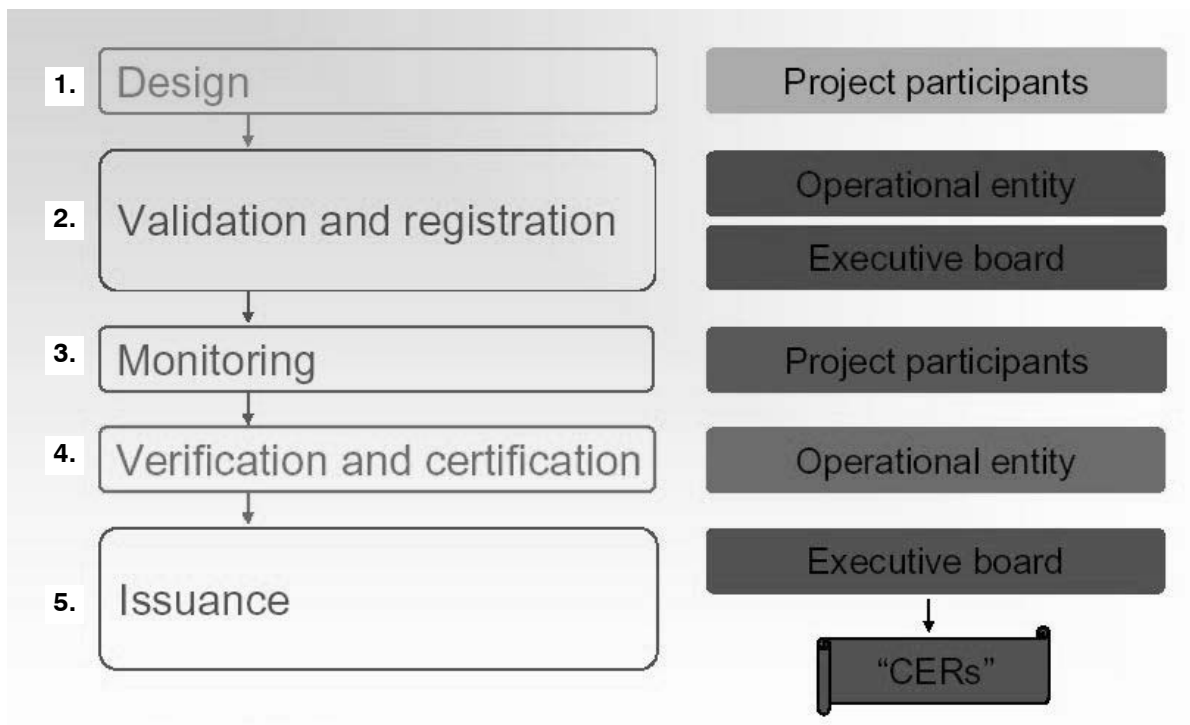 1. Design
Project participants
2. Validation and registration
Operational entity
Executive board
3. Monitoring
Project participants
4. Verification and certification
Operational entity
5. Issuance
Executive board
“CERs”